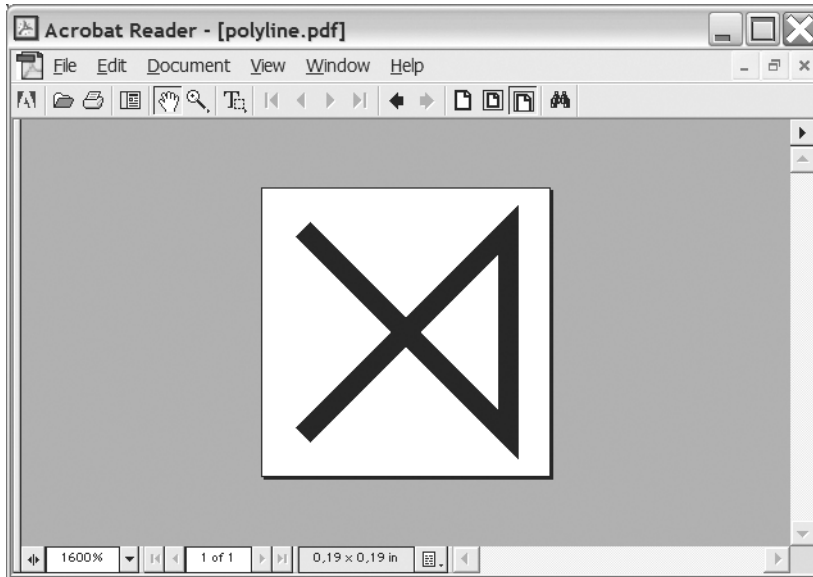 Acrobat Reader - [polyline.pdf]
File Edit Document View Window Help
1600% 1 of 1 0,19 x 0,19 in